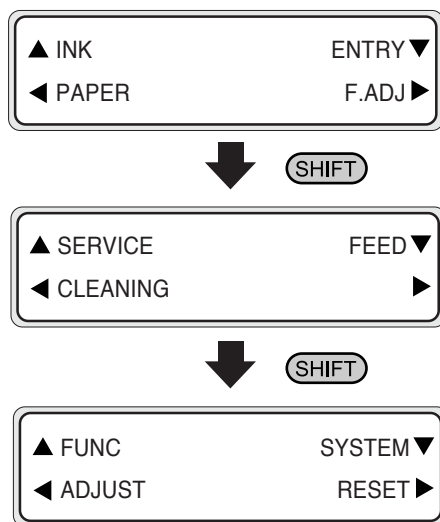 ▲ INK ENTRY ▼
◀ PAPER F.ADJ ▶
SHIFT
▲ SERVICE FEED ▼
◀ CLEANING ▶
SHIFT
▲ FUNC SYSTEM ▼
◀ ADJUST RESET ▶